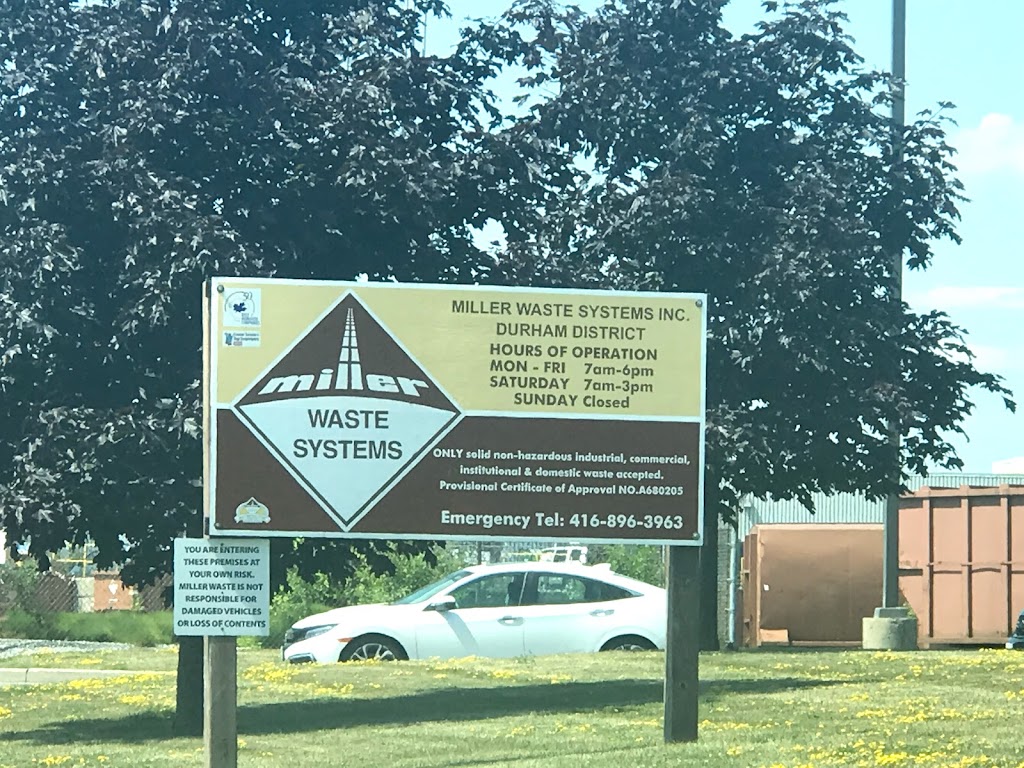 MILLER WASTE SYSTEMS INC.
DURHAM DISTRICT
HOURS OF OPERATION
MON - FRI 7am-6pm
SATURDAY 7am-3pm
SUNDAY Closed
miller
WASTE
SYSTEMS
ONLY solid non-hazardous industrial, commercial,
institutional & domestic waste accepted.
Provisional Certificate of Approval NO.A680205
Emergency Tel: 416-896-3963
YOU ARE ENTERING
THESE PREMISES AT
YOUR OWN RISK.
MILLER WASTE IS NOT
RESPONSIBLE FOR
DAMAGED VEHICLES
OR LOSS OF CONTENTS